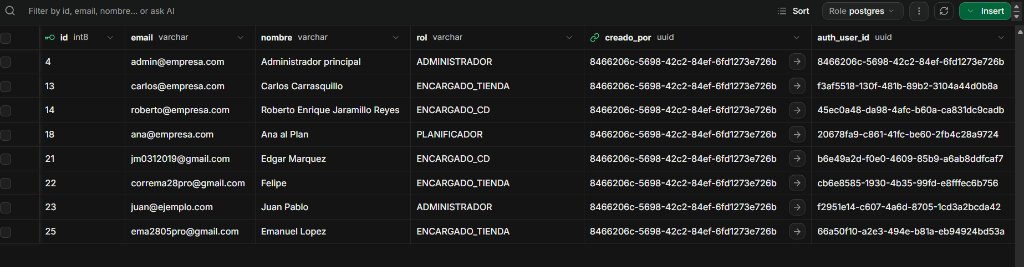 Filter by id, email, nombre... or ask AI Sort Role postgres Insert
id int8 email varchar nombre varchar rol varchar creado_por uuid auth_user_id uuid
4 admin@empresa.com Administrador principal ADMINISTRADOR 8466206c-5698-42c2-84ef-6fd1273e726b 8466206c-5698-42c2-84ef-6fd1273e726b
13 carlos@empresa.com Carlos Carrasquillo ENCARGADO_TIENDA 8466206c-5698-42c2-84ef-6fd1273e726b f3af5518-130f-481b-89b2-3104a44d0b8a
14 roberto@empresa.com Roberto Enrique Jaramillo Reyes ENCARGADO_CD 8466206c-5698-42c2-84ef-6fd1273e726b 45ec0a48-da98-4afc-b60a-ca831dc9cadb
18 ana@empresa.com Ana al Plan PLANIFICADOR 8466206c-5698-42c2-84ef-6fd1273e726b 20678fa9-c861-41fc-be60-2fb4c28a9724
21 jm0312019@gmail.com Edgar Marquez ENCARGADO_CD 8466206c-5698-42c2-84ef-6fd1273e726b b6e49a2d-f0e0-4609-85b9-a6ab8ddfcaf7
22 correma28pro@gmail.com Felipe ENCARGADO_TIENDA 8466206c-5698-42c2-84ef-6fd1273e726b cb6e8585-1930-4b35-99fd-e8fffec6b756
23 juan@ejemplo.com Juan Pablo ADMINISTRADOR 8466206c-5698-42c2-84ef-6fd1273e726b f2951e14-c607-4a6d-8705-1cd3a2bcda42
25 ema2805pro@gmail.com Emanuel Lopez ENCARGADO_TIENDA 8466206c-5698-42c2-84ef-6fd1273e726b 66a50f10-a2e3-494e-b81a-eb94924bd53a